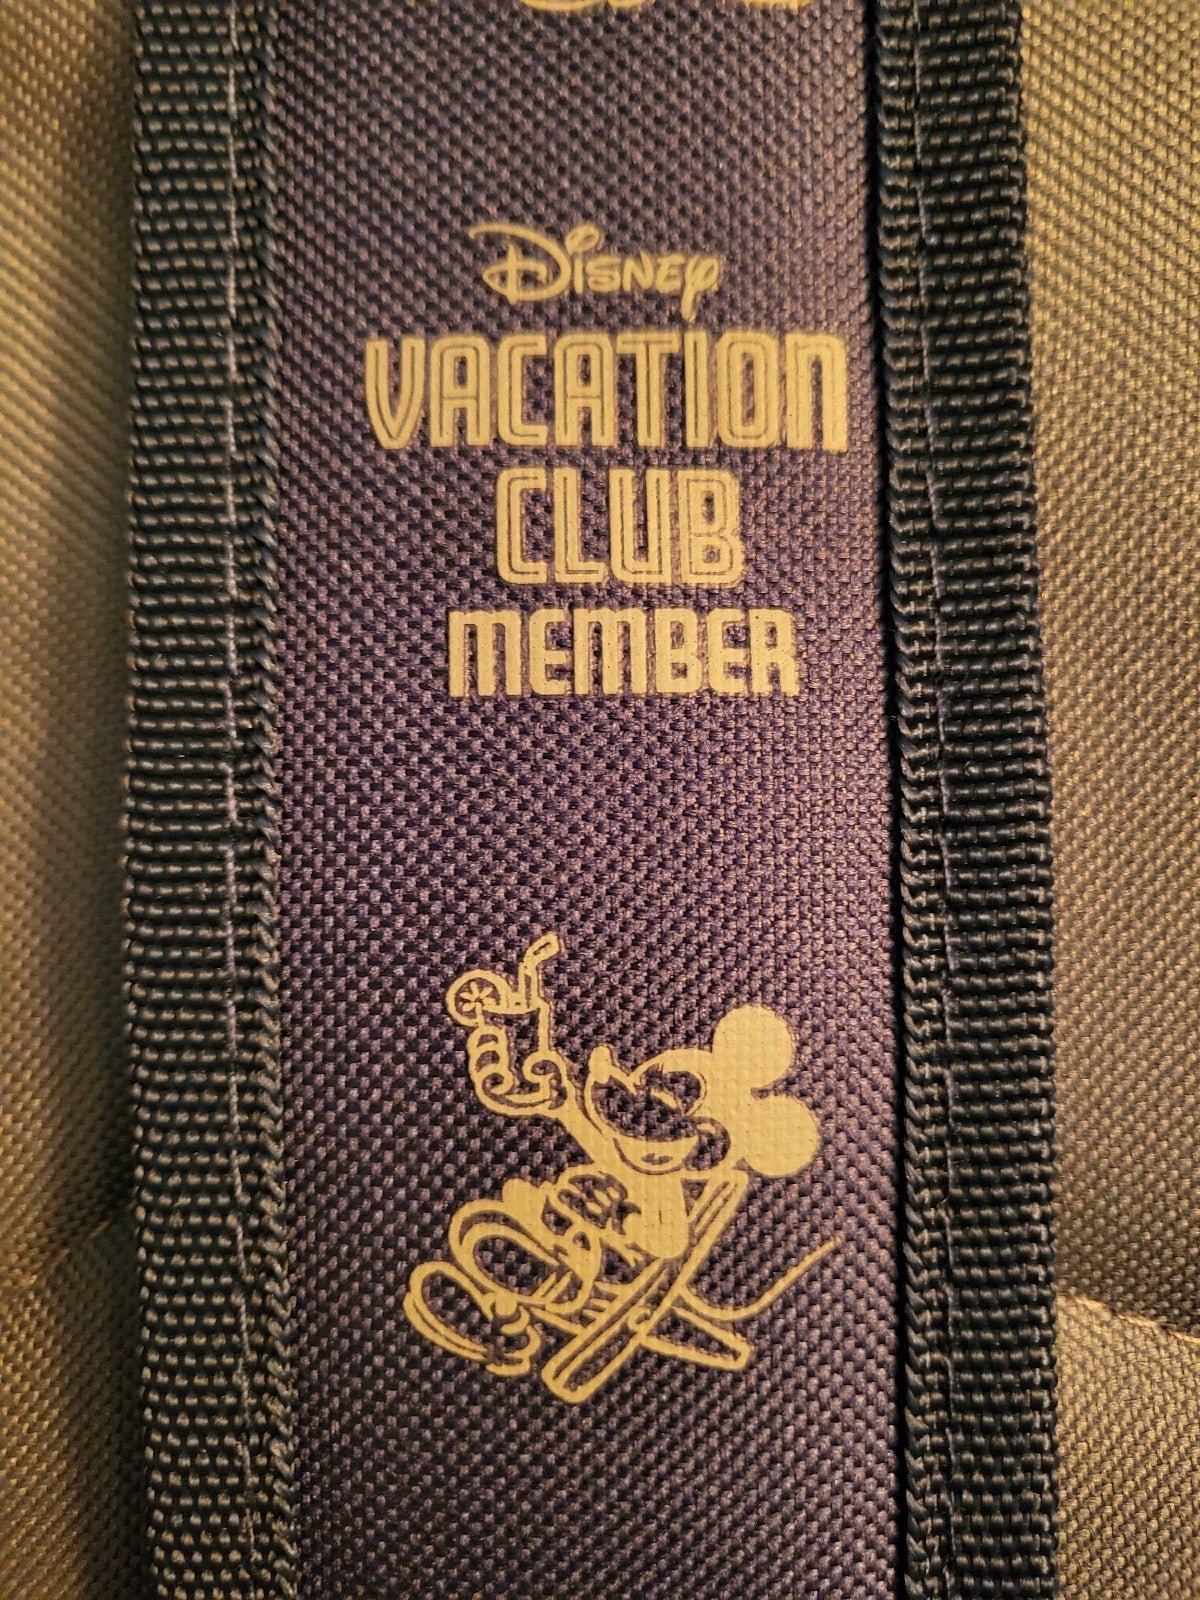 Disney
VACATION
CLUB
MEMBER